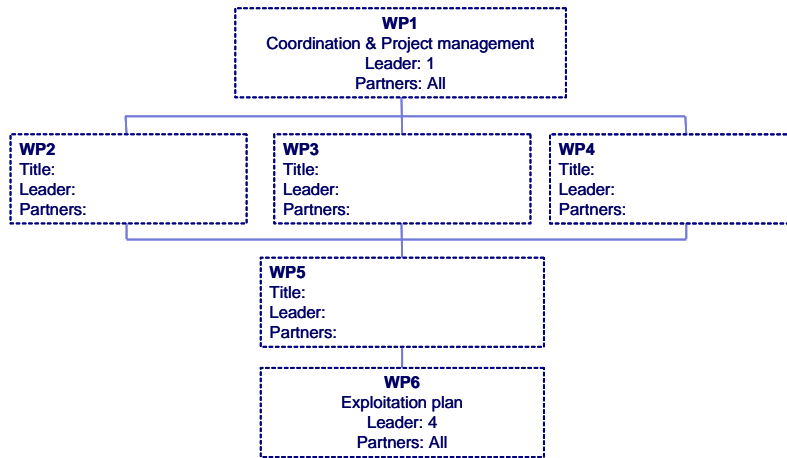 WP1
Coordination & Project management
Leader: 1
Partners: All
WP2
Title:
Leader:
Partners:
WP3
Title:
Leader:
Partners:
WP4
Title:
Leader:
Partners:
WP5
Title:
Leader:
Partners:
WP6
Exploitation plan
Leader: 4
Partners: All